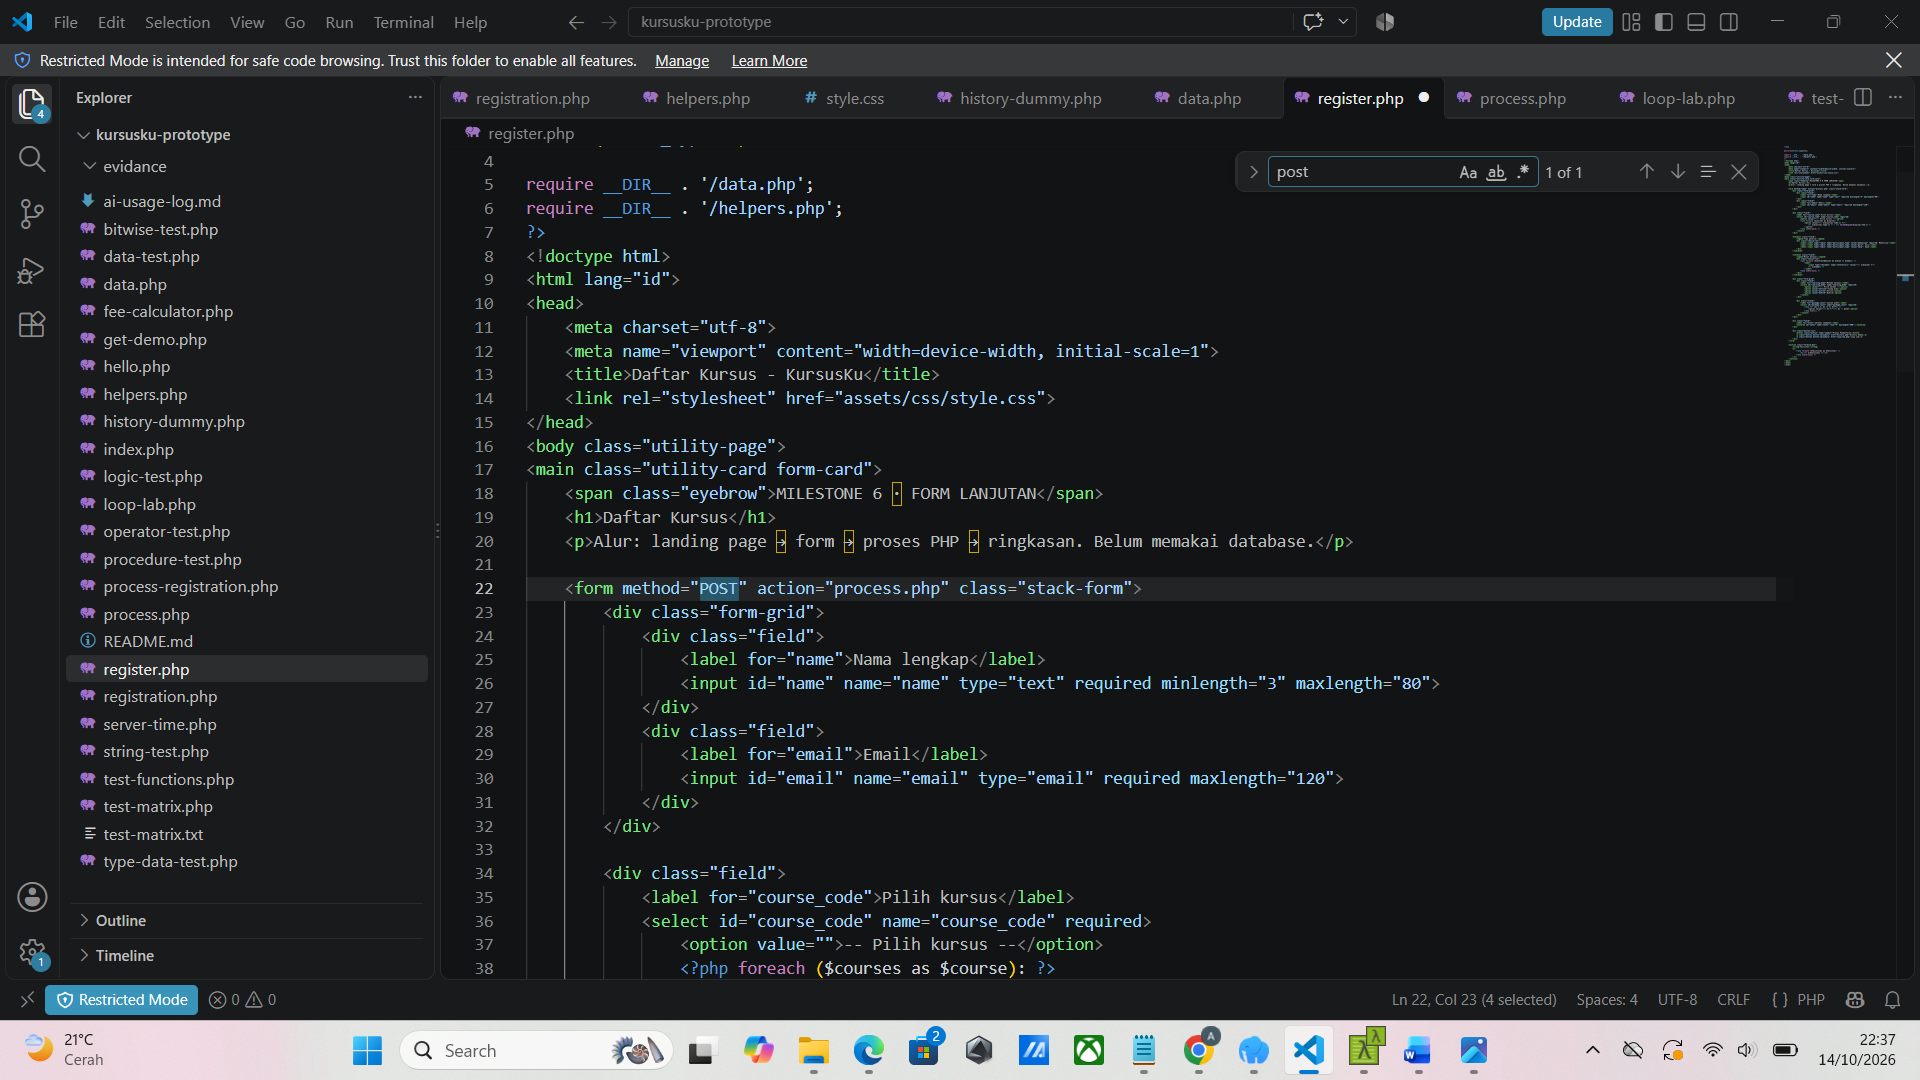 File Edit Selection View Go Run Terminal Help
kursusku-prototype
Update
Restricted Mode is intended for safe code browsing. Trust this folder to enable all features. Manage Learn More
4
Explorer
registration.php helpers.php # style.css history-dummy.php data.php register.php process.php loop-lab.php test-
kursusku-prototype
register.php
evidance
ai-usage-log.md
bitwise-test.php
data-test.php
data.php
fee-calculator.php
get-demo.php
hello.php
helpers.php
history-dummy.php
index.php
logic-test.php
loop-lab.php
operator-test.php
procedure-test.php
process-registration.php
process.php
README.md
register.php
registration.php
server-time.php
string-test.php
test-functions.php
test-matrix.php
test-matrix.txt
type-data-test.php
Outline
Timeline
1
post
Aa ab .* 1 of 1
4
5 require __DIR__ . '/data.php';
6 require __DIR__ . '/helpers.php';
7 ?>
8 <!doctype html>
9 <html lang="id">
10 <head>
11 <meta charset="utf-8">
12 <meta name="viewport" content="width=device-width, initial-scale=1">
13 <title>Daftar Kursus - KursusKu</title>
14 <link rel="stylesheet" href="assets/css/style.css">
15 </head>
16 <body class="utility-page">
17 <main class="utility-card form-card">
18 <span class="eyebrow">MILESTONE 6 · FORM LANJUTAN</span>
19 <h1>Daftar Kursus</h1>
20 <p>Alur: landing page → form → proses PHP → ringkasan. Belum memakai database.</p>
21
22 <form method="POST" action="process.php" class="stack-form">
23 <div class="form-grid">
24 <div class="field">
25 <label for="name">Nama lengkap</label>
26 <input id="name" name="name" type="text" required minlength="3" maxlength="80">
27 </div>
28 <div class="field">
29 <label for="email">Email</label>
30 <input id="email" name="email" type="email" required maxlength="120">
31 </div>
32 </div>
33
34 <div class="field">
35 <label for="course_code">Pilih kursus</label>
36 <select id="course_code" name="course_code" required>
37 <option value="">-- Pilih kursus --</option>
38 <?php foreach ($courses as $course): ?>
Restricted Mode 0 0
Ln 22, Col 23 (4 selected) Spaces: 4 UTF-8 CRLF { } PHP
21°C
Cerah
Search
2
A
22:37
14/10/2026